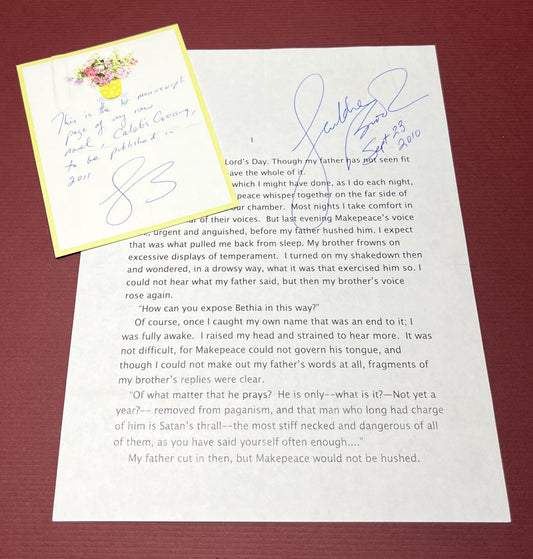 This is the 1st manuscript
page of my new
novel, Caleb's Crossing,
to be published in
2011
GB
Geraldine
Brooks
Sept 23
2010
1
Lord's Day. Though my father has not seen fit
ave the whole of it.
which I might have done, as I do each night,
peace whisper together on the far side of
our chamber. Most nights I take comfort in
ur of their voices. But last evening Makepeace's voice
urgent and anguished, before my father hushed him. I expect
that was what pulled me back from sleep. My brother frowns on
excessive displays of temperament. I turned on my shakedown then
and wondered, in a drowsy way, what it was that exercised him so. I
could not hear what my father said, but then my brother's voice
rose again.
"How can you expose Bethia in this way?"
Of course, once I caught my own name that was an end to it; I
was fully awake. I raised my head and strained to hear more. It was
not difficult, for Makepeace could not govern his tongue, and
though I could not make out my father's words at all, fragments of
my brother's replies were clear.
"Of what matter that he prays? He is only--what is it?—Not yet a
year?-- removed from paganism, and that man who long had charge
of him is Satan's thrall--the most stiff necked and dangerous of all
of them, as you have said yourself often enough...."
My father cut in then, but Makepeace would not be hushed.